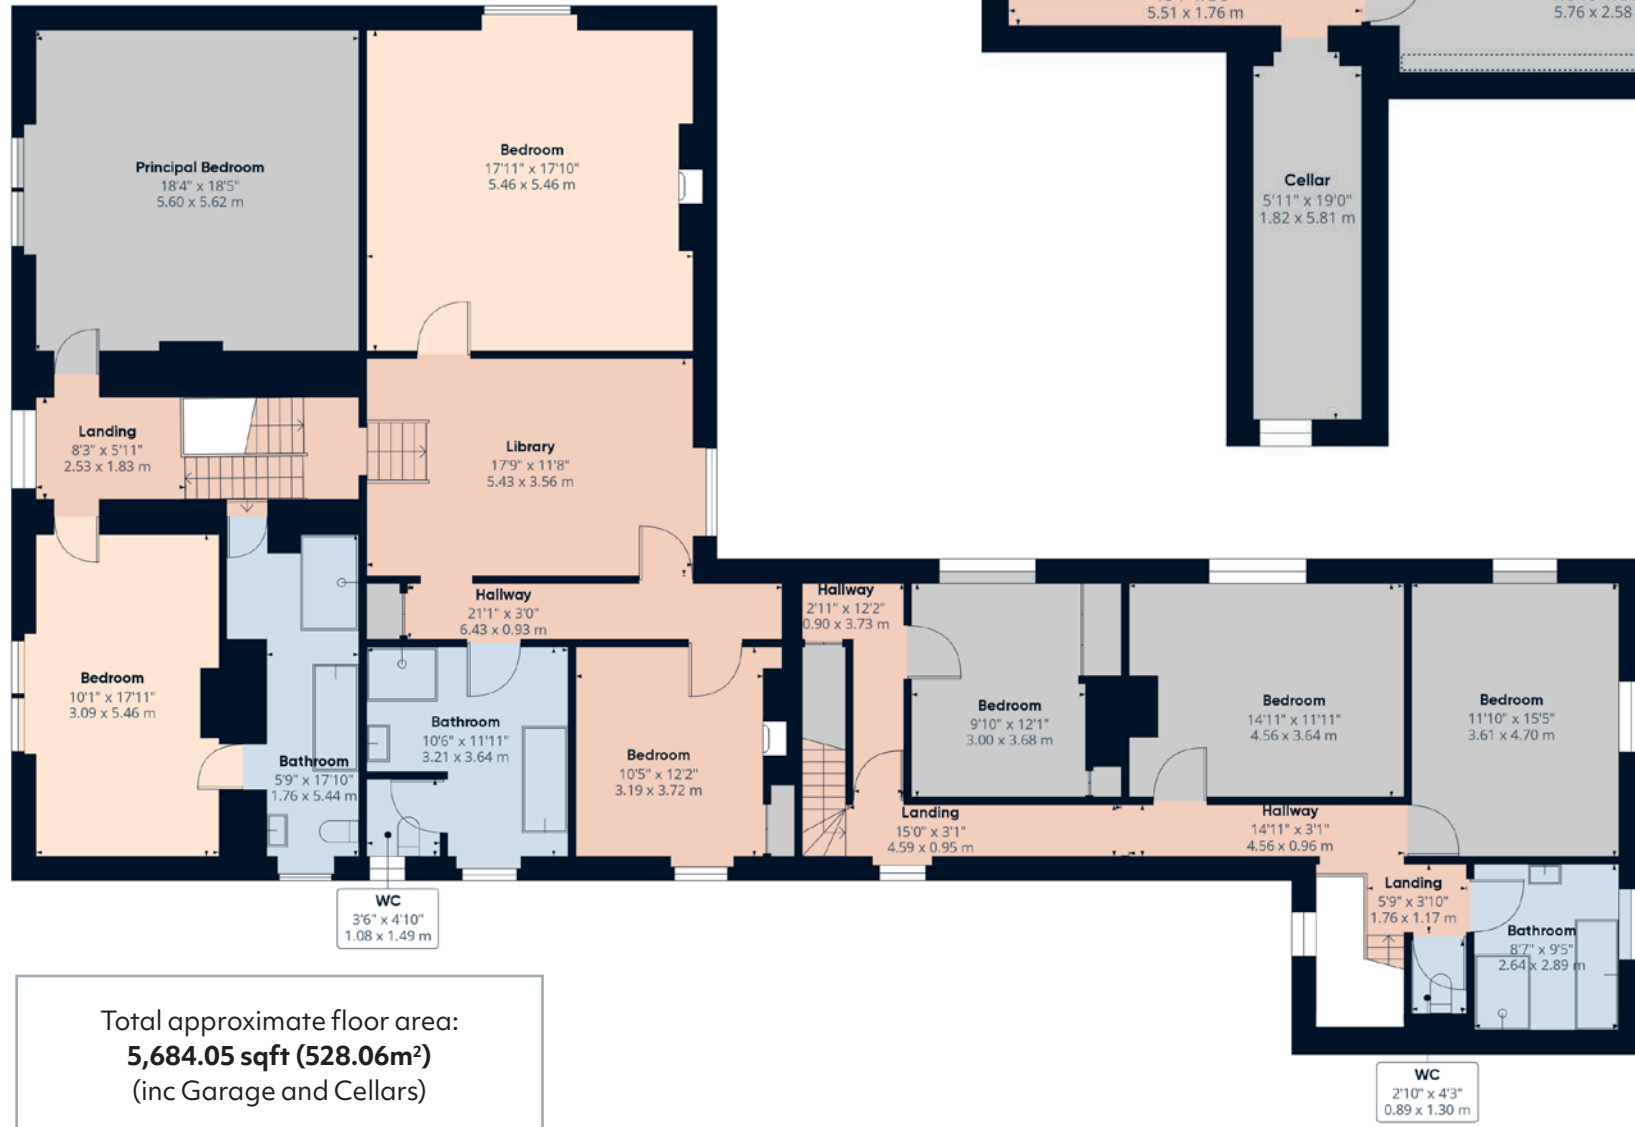 5.51 x 1.76 m
5.76 x 2.58
Principal Bedroom
18'4" x 18'5"
5.60 x 5.62 m
Bedroom
17'11" x 17'10"
5.46 x 5.46 m
Cellar
5'11" x 19'0"
1.82 x 5.81 m
Landing
8'3" x 5'11"
2.53 x 1.83 m
Library
17'9" x 11'8"
5.43 x 3.56 m
Hallway
21'1" x 3'0"
6.43 x 0.93 m
Hallway
2'11" x 12'2"
0.90 x 3.73 m
Bedroom
10'1" x 17'11"
3.09 x 5.46 m
Bathroom
5'9" x 17'10"
1.76 x 5.44 m
Bathroom
10'6" x 11'11"
3.21 x 3.64 m
Bedroom
10'5" x 12'2"
3.19 x 3.72 m
Bedroom
9'10" x 12'1"
3.00 x 3.68 m
Bedroom
14'11" x 11'11"
4.56 x 3.64 m
Bedroom
11'10" x 15'5"
3.61 x 4.70 m
Landing
15'0" x 3'1"
4.59 x 0.95 m
Hallway
14'11" x 3'1"
4.56 x 0.96 m
Landing
5'9" x 3'10"
1.76 x 1.17 m
Bathroom
8'7" x 9'5"
2.64 x 2.89 m
WC
3'6" x 4'10"
1.08 x 1.49 m
WC
2'10" x 4'3"
0.89 x 1.30 m
Total approximate floor area:
5,684.05 sqft (528.06m²)
(inc Garage and Cellars)